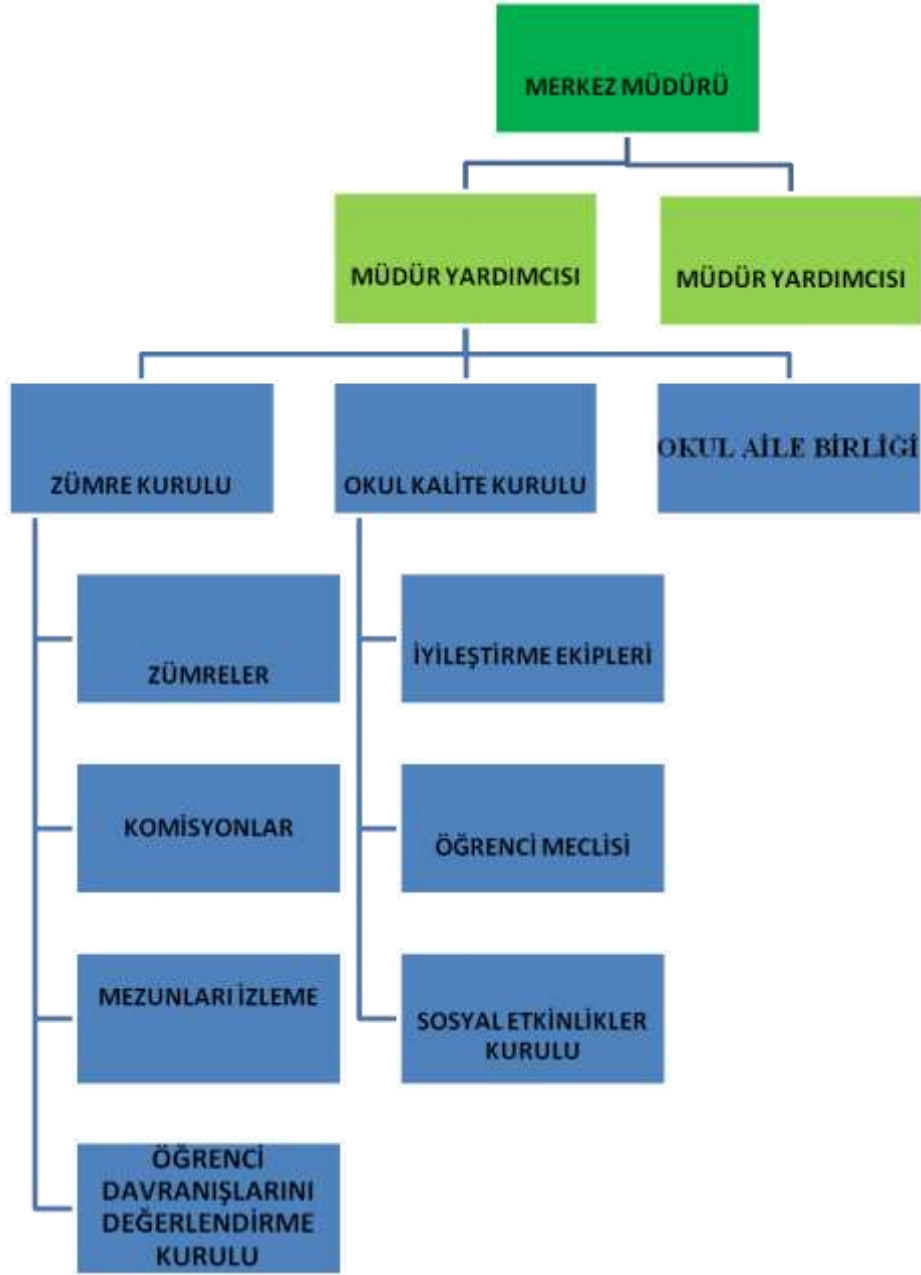 MERKEZ MÜDÜRÜ
MÜDÜR YARDIMCISI
MÜDÜR YARDIMCISI
ZÜMRE KURULU
OKUL KALİTE KURULU
OKUL AİLE BİRLİĞİ
ZÜMRELER
İYİLEŞTİRME EKİPLERİ
KOMİSYONLAR
ÖĞRENCİ MECLİSİ
MEZUNLARI İZLEME
SOSYAL ETKİNLİKLER
KURULU
ÖĞRENCİ
DAVRANIŞLARINI
DEĞERLENDİRME
KURULU